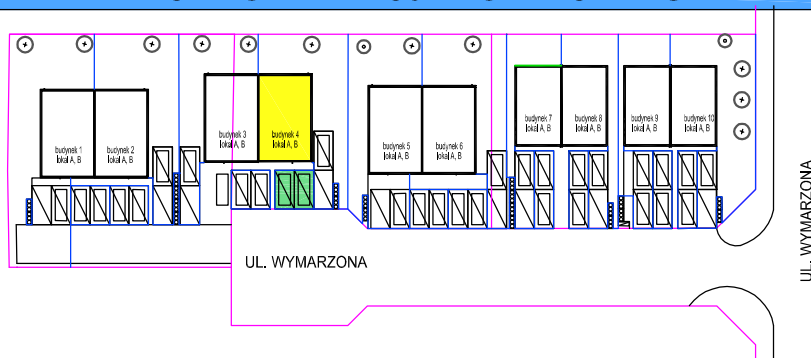 budynek 1
lokal A, B
budynek 2
lokal A, B
budynek 3
lokal A, B
budynek 4
lokal A, B
budynek 5
lokal A, B
budynek 6
lokal A, B
budynek 7
lokal A, B
budynek 8
lokal A, B
budynek 9
lokal A, B
budynek 10
lokal A, B
UL. WYMARZONA
UL. WYMARZONA